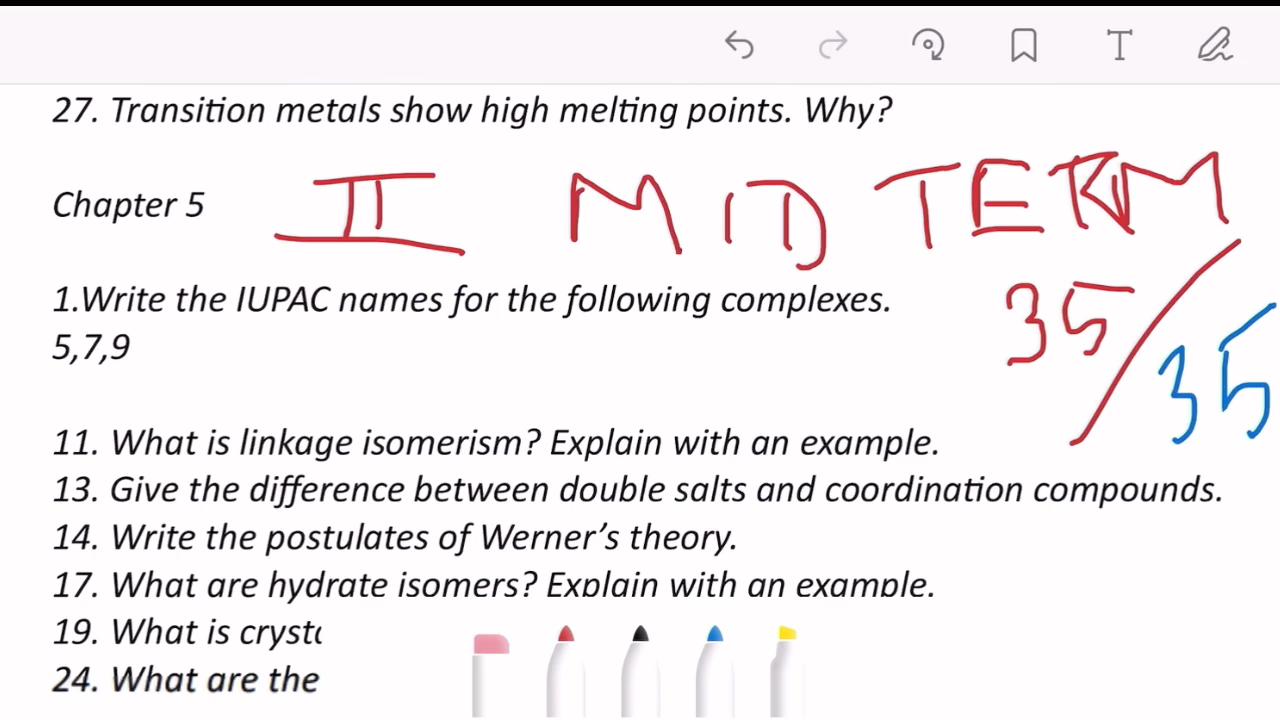 27. Transition metals show high melting points. Why?
Chapter 5 II MID TERM
1.Write the IUPAC names for the following complexes.
5,7,9
35/35
11. What is linkage isomerism? Explain with an example.
13. Give the difference between double salts and coordination compounds.
14. Write the postulates of Werner's theory.
17. What are hydrate isomers? Explain with an example.
19. What is
24. What are the